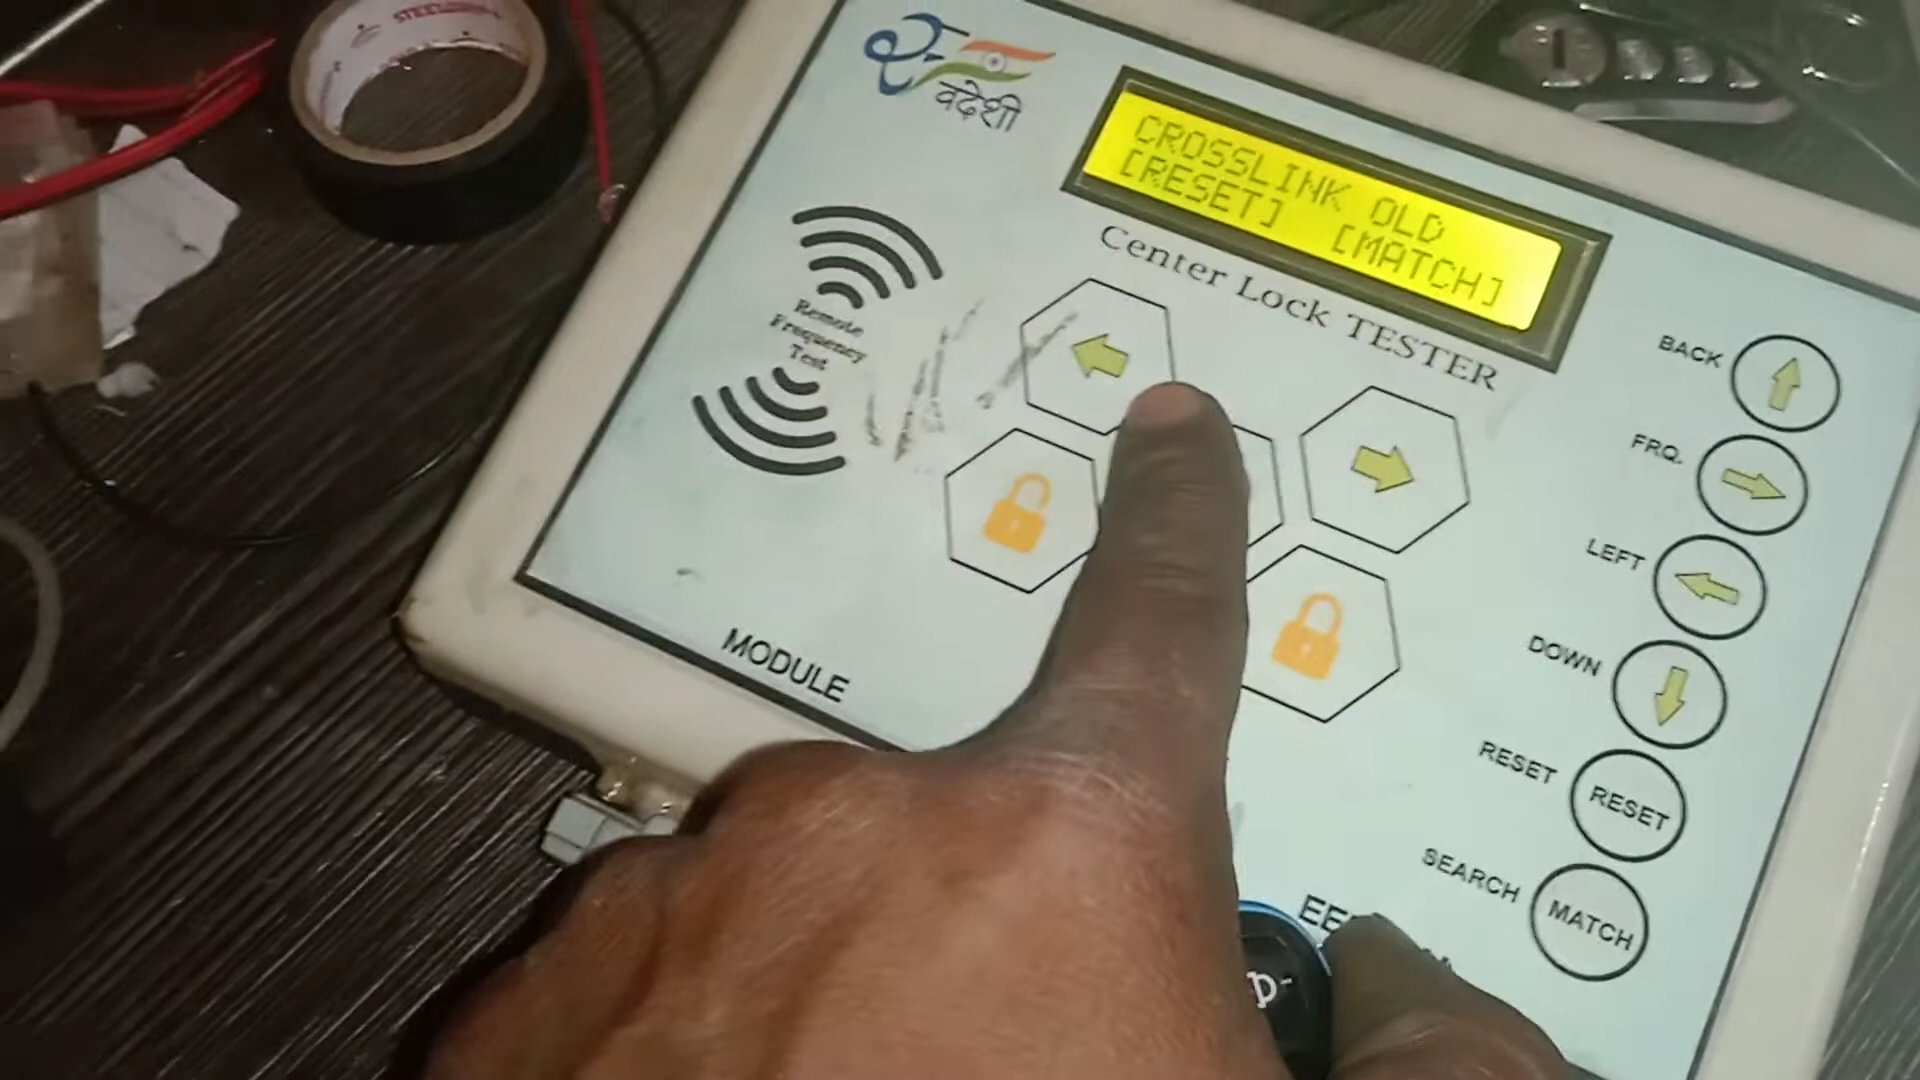 स्वदेशी
CROSSLINK OLD
[RESET] [MATCH]
Center Lock TESTER
Remote
Frequency
Test
BACK
FRQ.
LEFT
DOWN
RESET
RESET
SEARCH
MATCH
MODULE